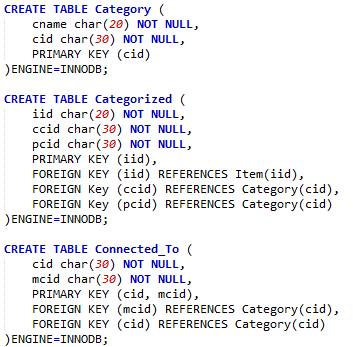 CREATE TABLE Category (
cname char(20) NOT NULL,
cid char(30) NOT NULL,
PRIMARY KEY (cid)
)ENGINE=INNODB;
CREATE TABLE Categorized (
iid char(20) NOT NULL,
ccid char(30) NOT NULL,
pcid char(30) NOT NULL,
PRIMARY KEY (iid),
FOREIGN KEY (iid) REFERENCES Item(iid),
FOREIGN Key (ccid) REFERENCES Category(cid),
FOREIGN Key (pcid) REFERENCES Category(cid)
)ENGINE=INNODB;
CREATE TABLE Connected_To (
cid char(30) NOT NULL,
mcid char(30) NOT NULL,
PRIMARY KEY (cid, mcid),
FOREIGN KEY (mcid) REFERENCES Category(cid),
FOREIGN KEY (cid) REFERENCES Category(cid)
)ENGINE=INNODB;